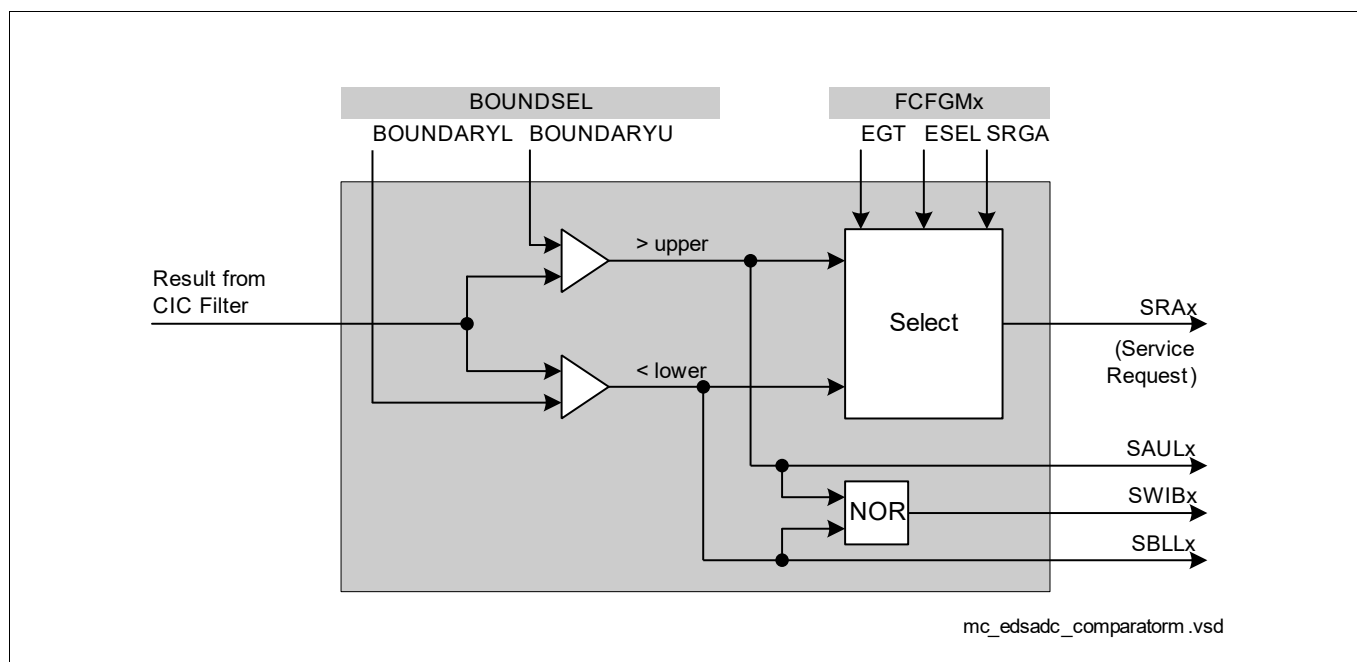 BOUNDSEL
FCFGMx
BOUNDARYL BOUNDARYU
EGT ESEL SRGA
> upper
Result from
CIC Filter
Select
SRAx
(Service
Request)
< lower
SAULx
NOR
SWIBx
SBLLx
mc_edsadc_comparatorm.vsd